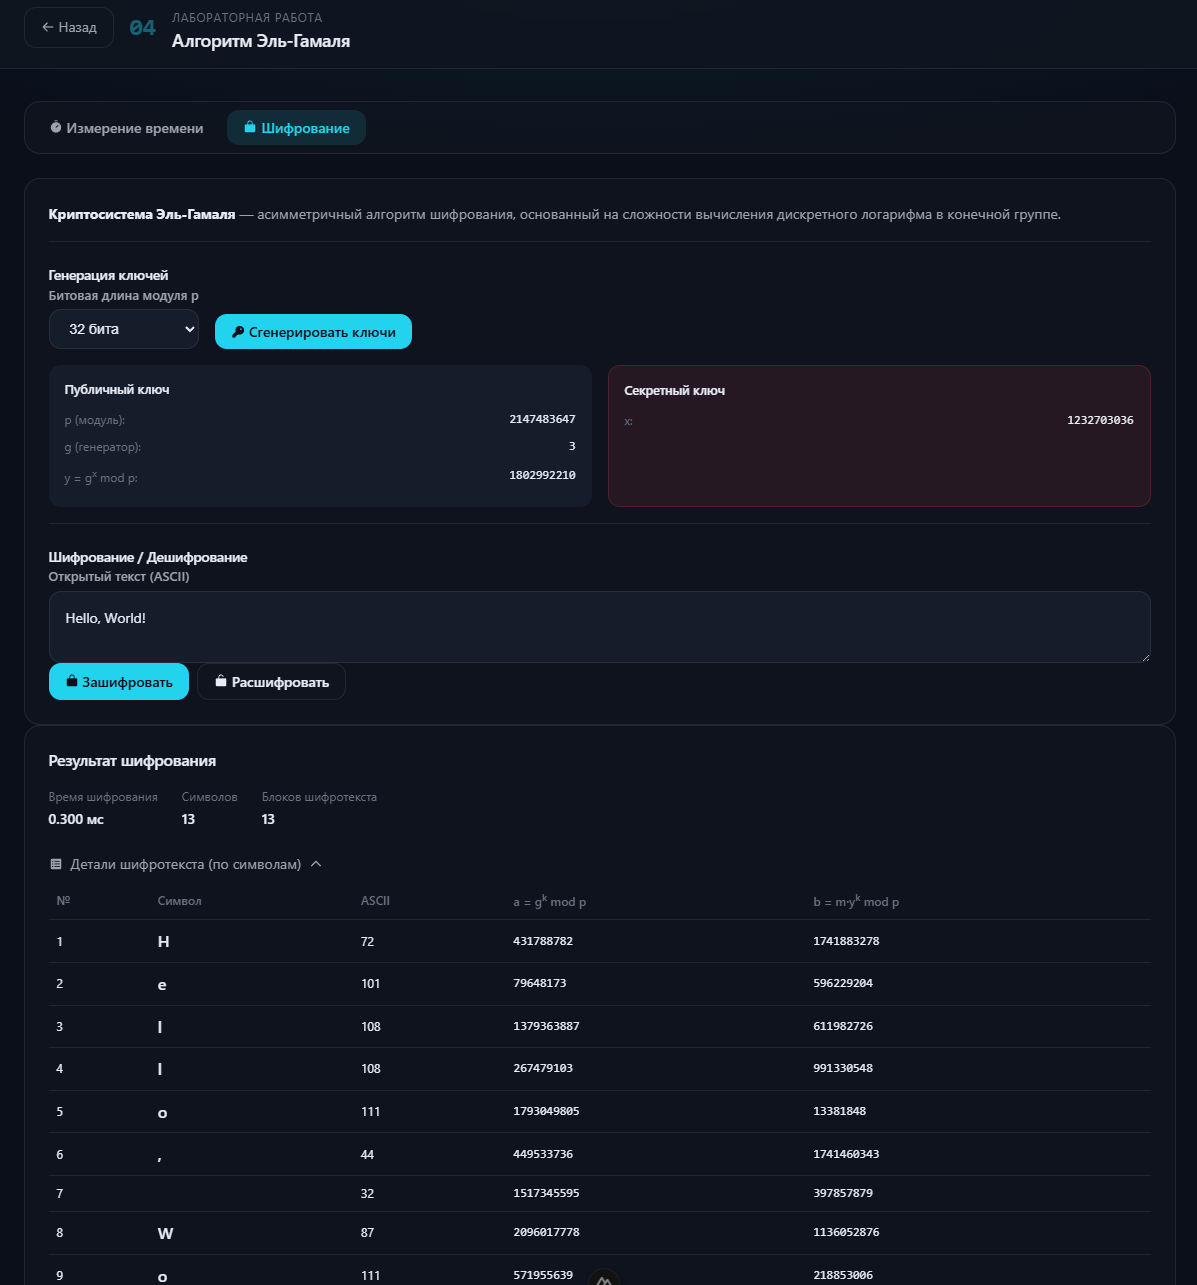 ← Назад
04
ЛАБОРАТОРНАЯ РАБОТА
Алгоритм Эль-Гамаля
Измерение времени
Шифрование
Криптосистема Эль-Гамаля — асимметричный алгоритм шифрования, основанный на сложности вычисления дискретного логарифма в конечной группе.
Генерация ключей
Битовая длина модуля p
32 бита
Сгенерировать ключи
Публичный ключ
p (модуль): 2147483647
g (генератор): 3
y = g^x mod p: 1802992210
Секретный ключ
x: 1232703036
Шифрование / Дешифрование
Открытый текст (ASCII)
Hello, World!
Зашифровать
Расшифровать
Результат шифрования
Время шифрования Символов Блоков шифротекста
0.300 мс 13 13
Детали шифротекста (по символам)
№ Символ ASCII a = g^k mod p b = m·y^k mod p
1 H 72 431788782 1741883278
2 e 101 79648173 596229204
3 l 108 1379363887 611982726
4 l 108 267479103 991330548
5 o 111 1793049805 13381848
6 , 44 449533736 1741460343
7 32 1517345595 397857879
8 W 87 2096017778 1136052876
9 o 111 571955639 218853006